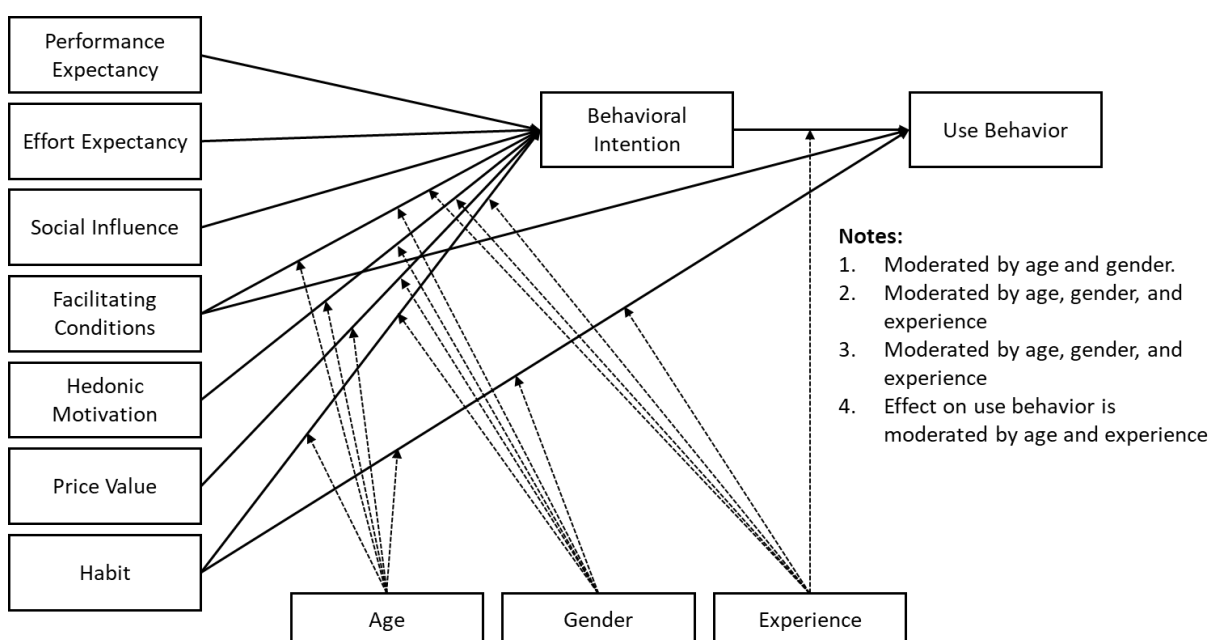 Performance
Expectancy
Effort Expectancy
Social Influence
Facilitating
Conditions
Hedonic
Motivation
Price Value
Habit
Behavioral
Intention
Use Behavior
Notes:
1. Moderated by age and gender.
2. Moderated by age, gender, and
experience
3. Moderated by age, gender, and
experience
4. Effect on use behavior is
moderated by age and experience
Age
Gender
Experience